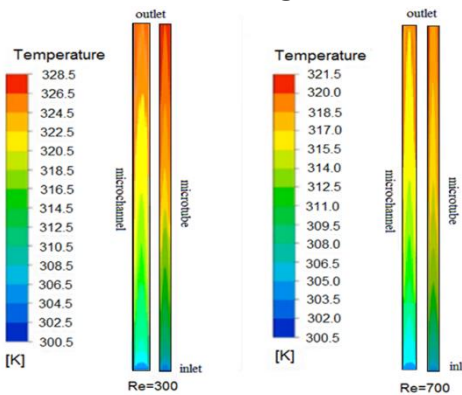 outlet
Temperature
328.5
326.5
324.5
322.5
320.5
318.5
316.5
314.5
312.5
310.5
308.5
306.5
304.5
302.5
300.5
[K]
microchannel
microtube
inlet
Re=300
outlet
Temperature
321.5
320.0
318.5
317.0
315.5
314.0
312.5
311.0
309.5
308.0
306.5
305.0
303.5
302.0
300.5
[K]
microchannel
microtube
inl
Re=700